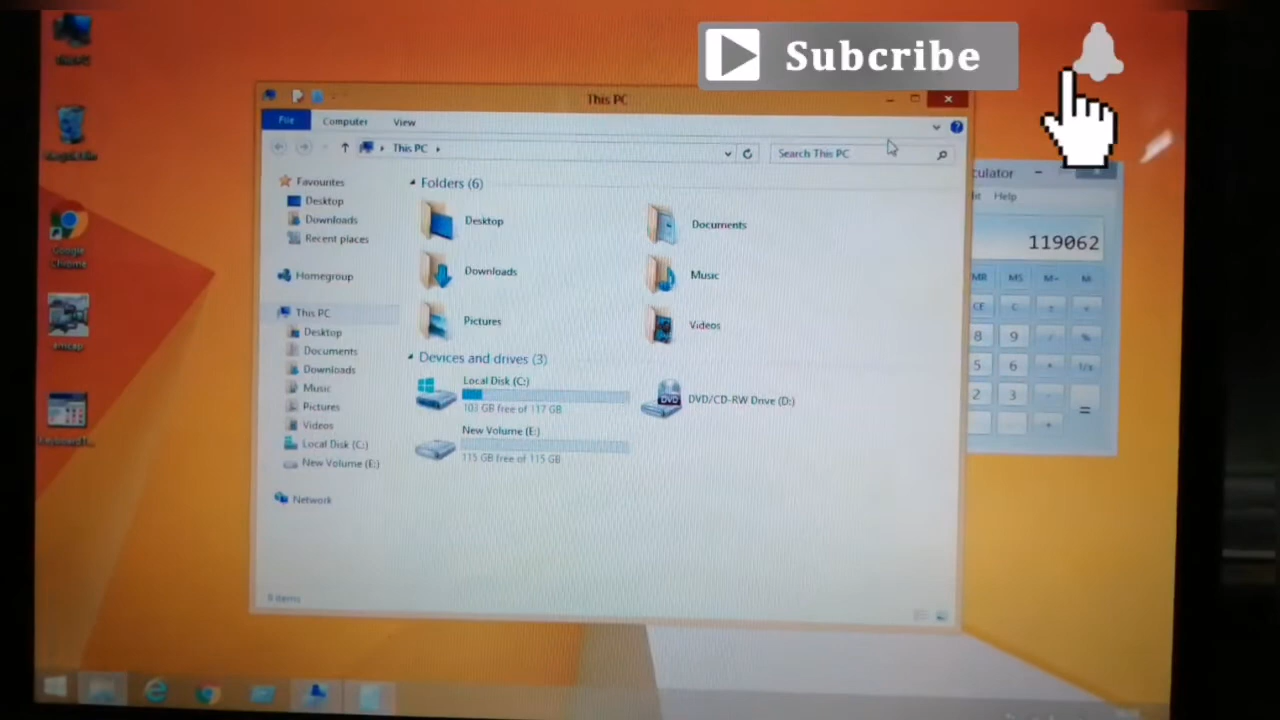 Subcribe
This PC
File
Computer
View
This PC
Search This PC
Favourites
Desktop
Downloads
Recent places
Homegroup
This PC
Desktop
Documents
Downloads
Music
Pictures
Videos
Local Disk (C:)
New Volume (E:)
Network
Folders (6)
Desktop
Documents
Downloads
Music
Pictures
Videos
Devices and drives (3)
Local Disk (C:)
103 GB free of 117 GB
DVD/CD-RW Drive (D:)
New Volume (E:)
115 GB free of 115 GB
culator
Help
119062
MR MS M+
CE C
8 9 / %
5 6 * 1/x
2 3 - =
Google
Chrome